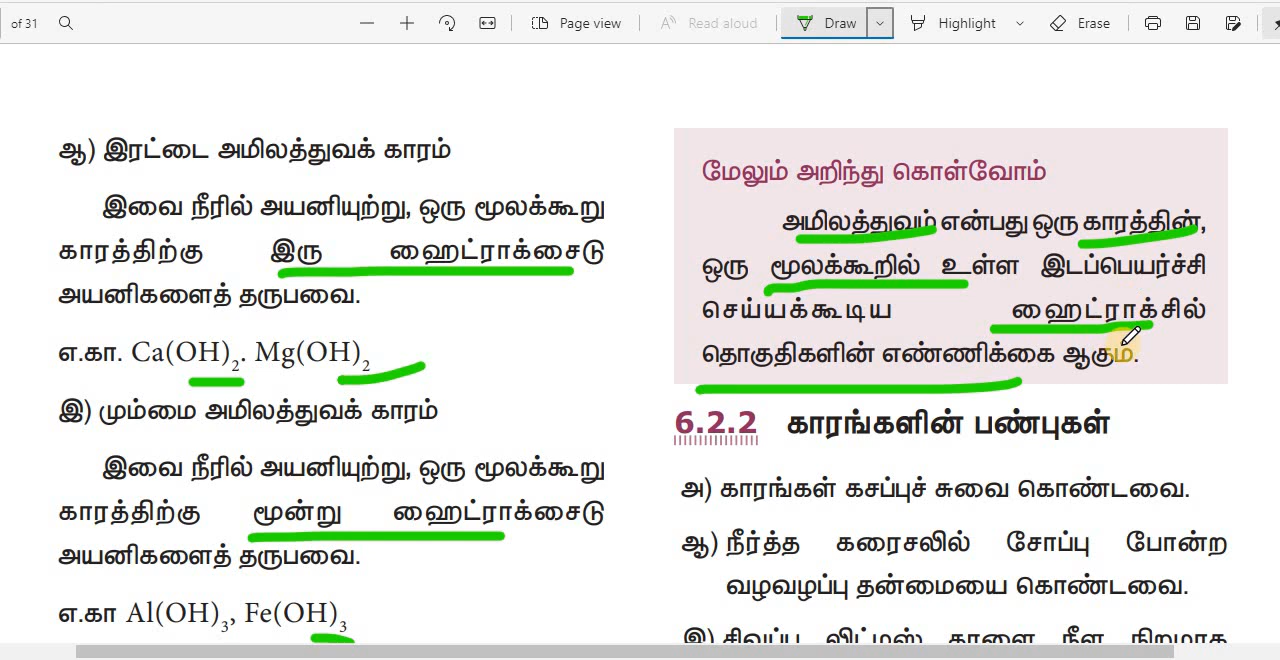 of 31
Page view
Read aloud
Draw
Highlight
Erase
ஆ) இரட்டை அமிலத்துவக் காரம்
இவை நீரில் அயனியுற்று, ஒரு மூலக்கூறு
காரத்திற்கு இரு ஹைட்ராக்சைடு
அயனிகளைத் தருபவை.
எ.கா. Ca(OH)₂. Mg(OH)₂
இ) மும்மை அமிலத்துவக் காரம்
இவை நீரில் அயனியுற்று, ஒரு மூலக்கூறு
காரத்திற்கு மூன்று ஹைட்ராக்சைடு
அயனிகளைத் தருபவை.
எ.கா Al(OH)₃, Fe(OH)₃
மேலும் அறிந்து கொள்வோம்
அமிலத்துவம் என்பது ஒரு காரத்தின்,
ஒரு மூலக்கூறில் உள்ள இடப்பெயர்ச்சி
செய்யக்கூடிய ஹைட்ராக்சில்
தொகுதிகளின் எண்ணிக்கை ஆகும்.
6.2.2 காரங்களின் பண்புகள்
அ) காரங்கள் கசப்புச் சுவை கொண்டவை.
ஆ) நீர்த்த கரைசலில் சோப்பு போன்ற
வழவழப்பு தன்மையை கொண்டவை.
இ) சிவப்பு லிட்மஸ் தாளை நீள நிறமாக